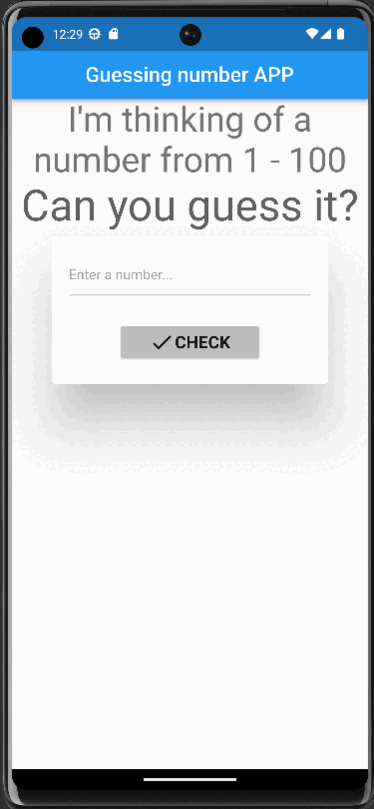 12:29
Guessing number APP
I'm thinking of a
number from 1 - 100
Can you guess it?
Enter a number...
CHECK